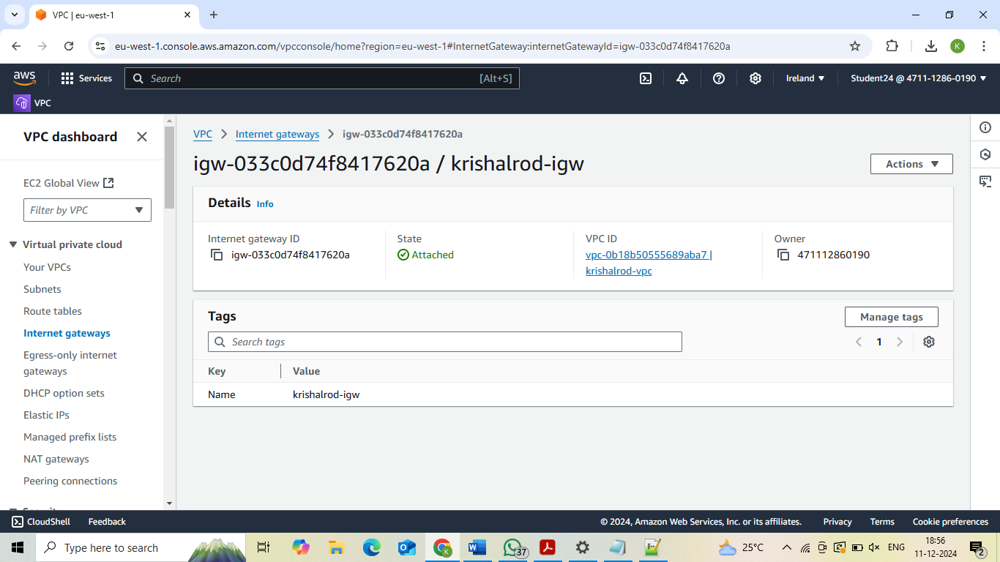 VPC | eu-west-1
eu-west-1.console.aws.amazon.com/vpcconsole/home?region=eu-west-1#InternetGateway:internetGatewayId=igw-033c0d74f8417620a
K
aws
Services
Search
[Alt+S]
Ireland
Student24 @ 4711-1286-0190
VPC
VPC dashboard
EC2 Global View
Filter by VPC
Virtual private cloud
Your VPCs
Subnets
Route tables
Internet gateways
Egress-only internet
gateways
DHCP option sets
Elastic IPs
Managed prefix lists
NAT gateways
Peering connections
VPC
Internet gateways
igw-033c0d74f8417620a
igw-033c0d74f8417620a / krishalrod-igw
Actions
Details Info
Internet gateway ID
igw-033c0d74f8417620a
State
Attached
VPC ID
vpc-0b18b50555689aba7 |
krishalrod-vpc
Owner
471112860190
Tags
Manage tags
Search tags
1
Key Value
Name krishalrod-igw
CloudShell
Feedback
© 2024, Amazon Web Services, Inc. or its affiliates.
Privacy
Terms
Cookie preferences
Type here to search
37
25°C
ENG
18:56
11-12-2024
2